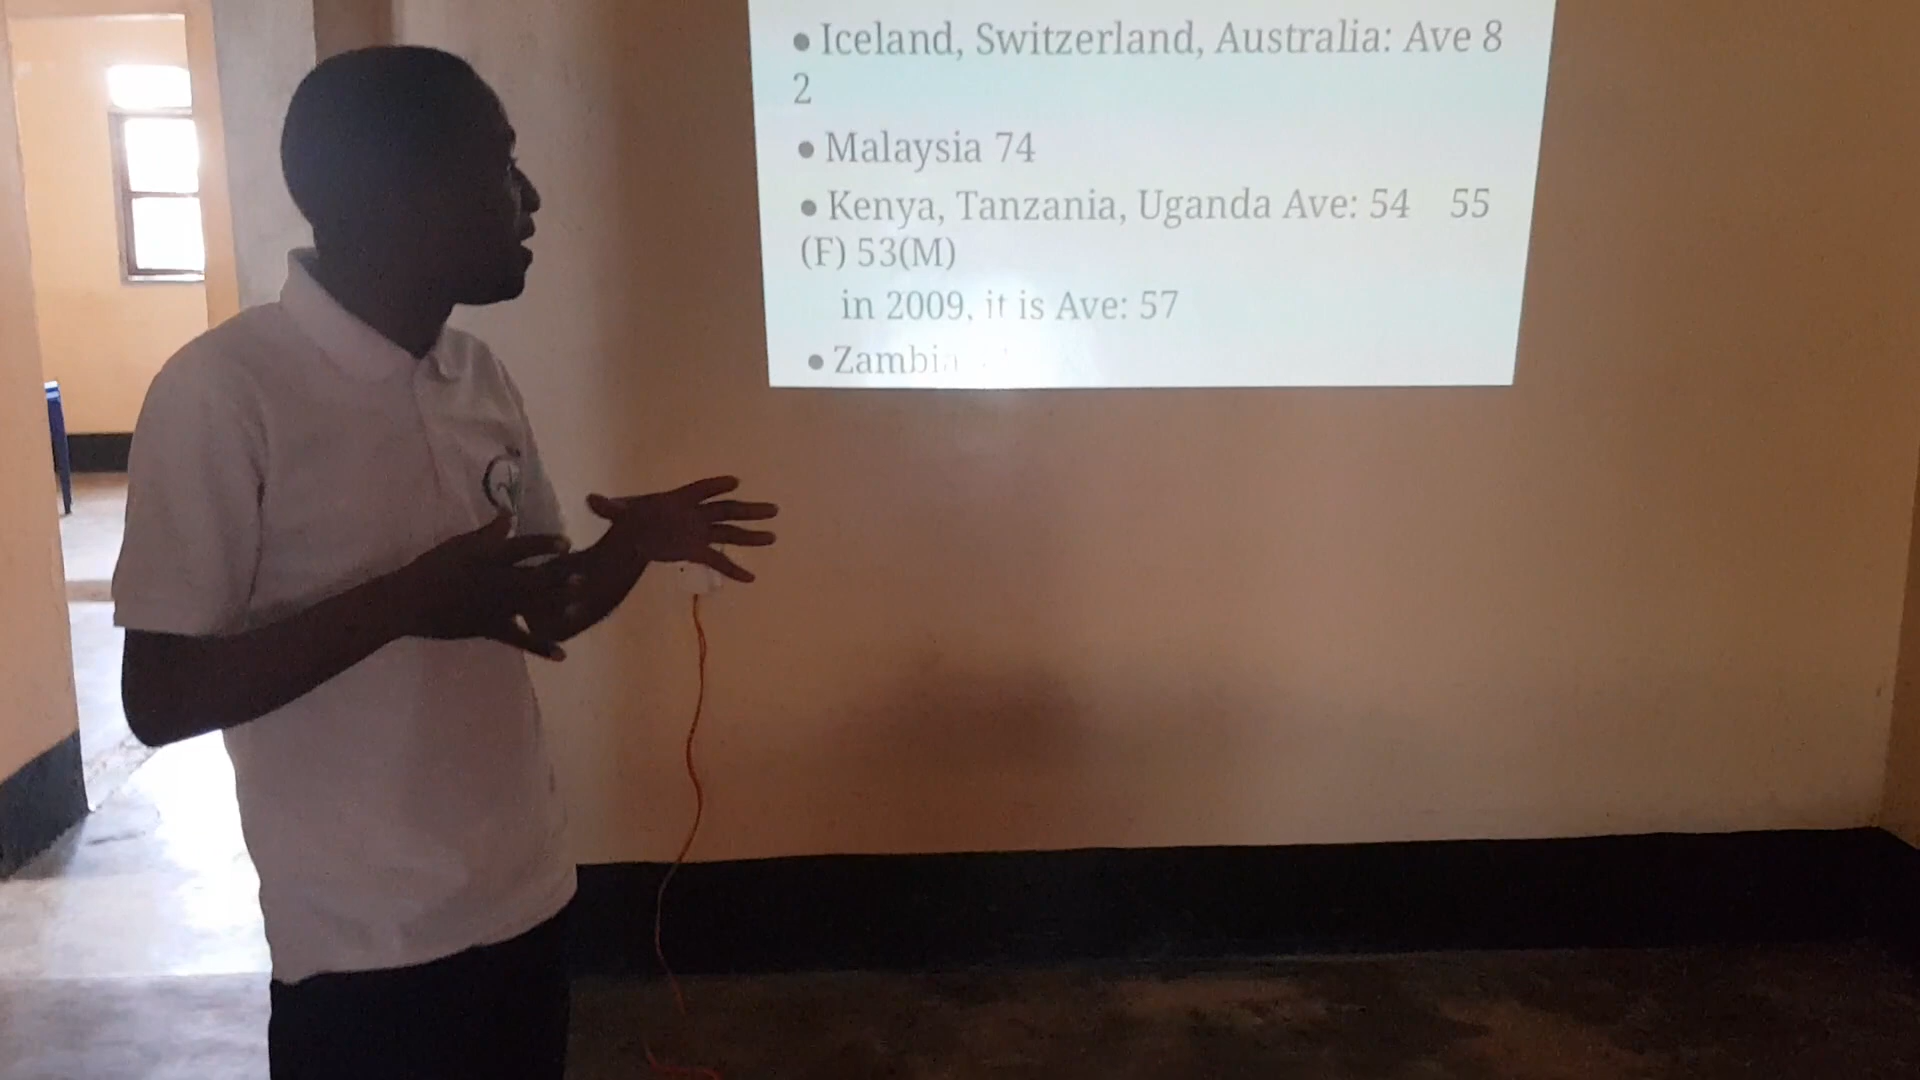 ● Iceland, Switzerland, Australia: Ave 8
2
● Malaysia 74
● Kenya, Tanzania, Uganda Ave: 54 55
(F) 53(M)
in 2009, it is Ave: 57
● Zambia